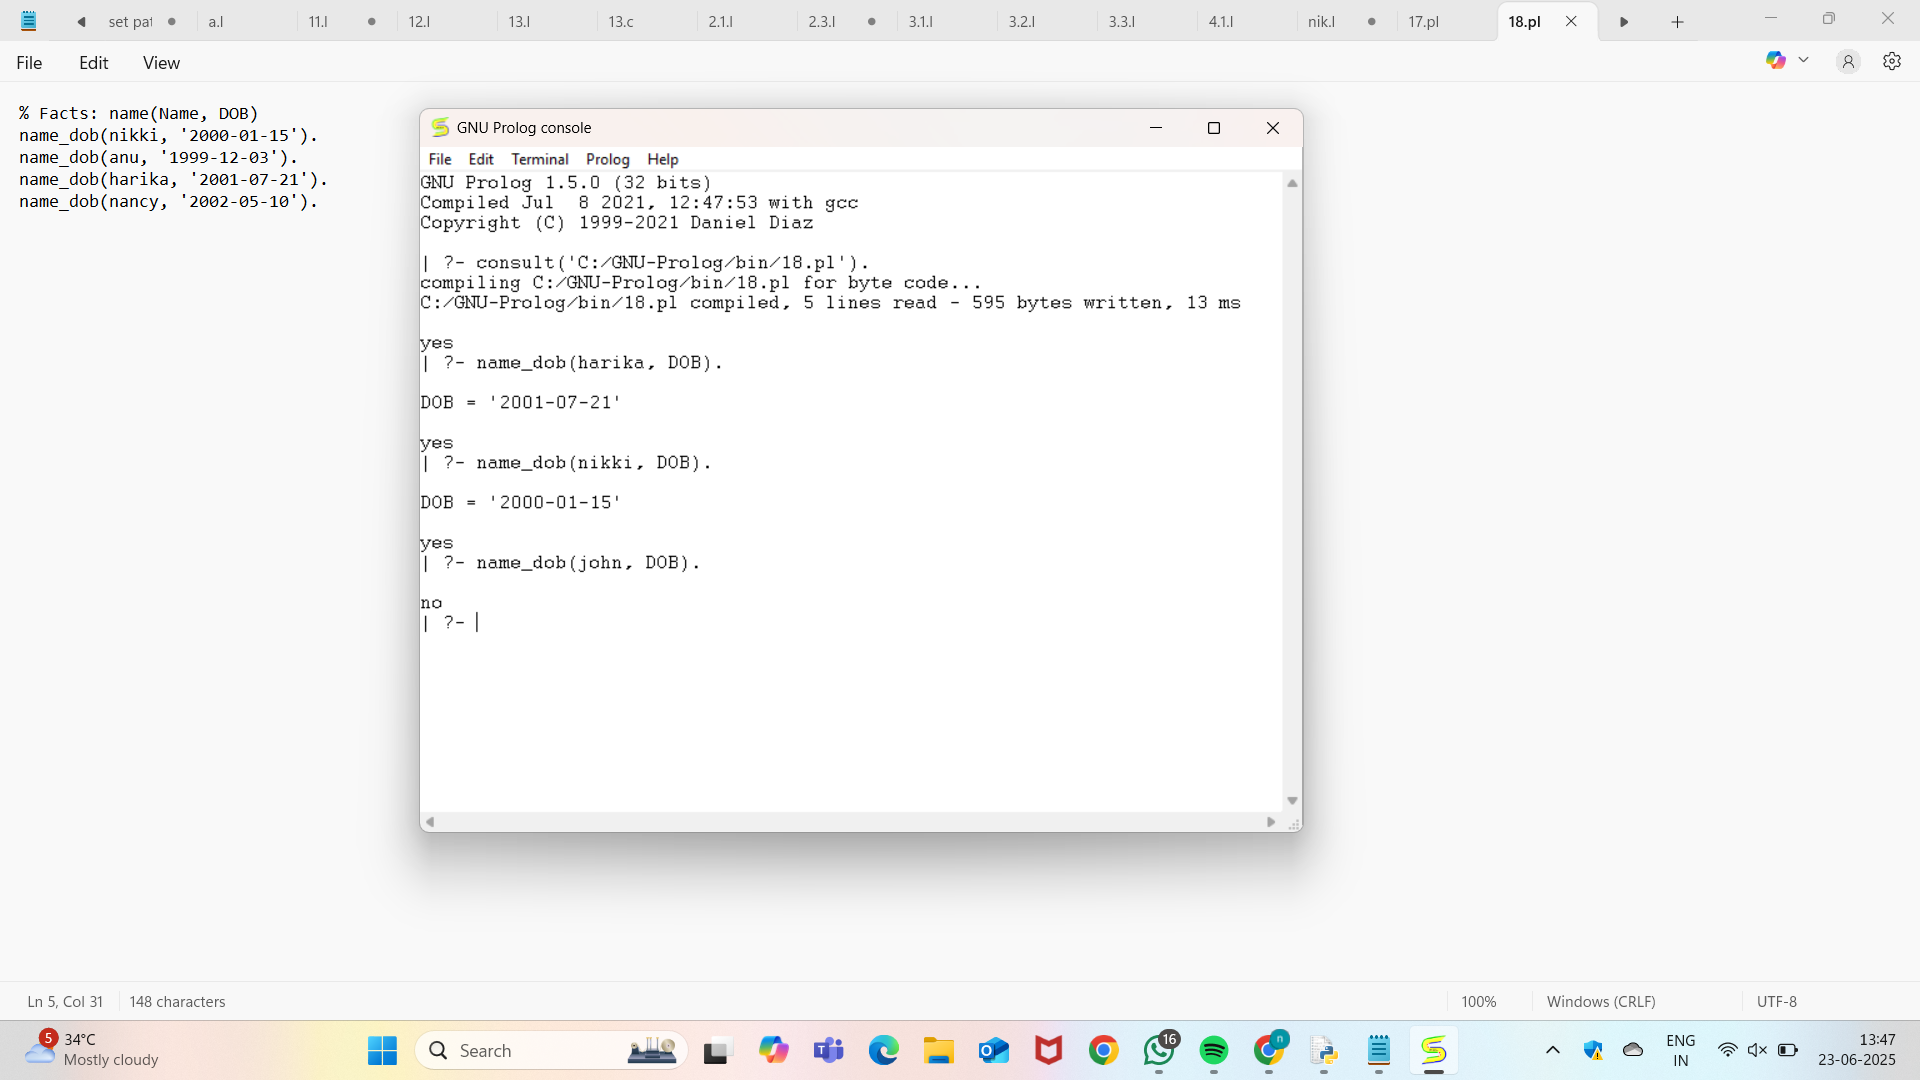 set pat
a.l
11.l
12.l
13.l
13.c
2.1.l
2.3.l
3.1.l
3.2.l
3.3.l
4.1.l
nik.l
17.pl
18.pl
File Edit View
% Facts: name(Name, DOB)
name_dob(nikki, '2000-01-15').
name_dob(anu, '1999-12-03').
name_dob(harika, '2001-07-21').
name_dob(nancy, '2002-05-10').
GNU Prolog console
File Edit Terminal Prolog Help
GNU Prolog 1.5.0 (32 bits)
Compiled Jul  8 2021, 12:47:53 with gcc
Copyright (C) 1999-2021 Daniel Diaz
| ?- consult('C:/GNU-Prolog/bin/18.pl').
compiling C:/GNU-Prolog/bin/18.pl for byte code...
C:/GNU-Prolog/bin/18.pl compiled, 5 lines read - 595 bytes written, 13 ms
yes
| ?- name_dob(harika, DOB).
DOB = '2001-07-21'
yes
| ?- name_dob(nikki, DOB).
DOB = '2000-01-15'
yes
| ?- name_dob(john, DOB).
no
| ?-
Ln 5, Col 31
148 characters
100%
Windows (CRLF)
UTF-8
5
34°C
Mostly cloudy
Search
16
n
ENG
IN
13:47
23-06-2025